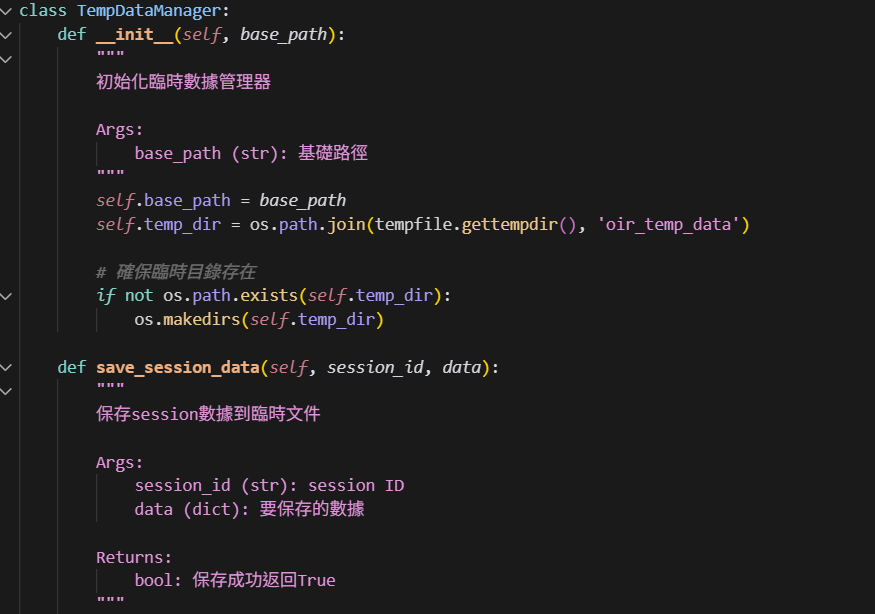 class TempDataManager:
    def __init__(self, base_path):
        """
        初始化臨時數據管理器

        Args:
            base_path (str): 基礎路徑
        """
        self.base_path = base_path
        self.temp_dir = os.path.join(tempfile.gettempdir(), 'oir_temp_data')

        # 確保臨時目錄存在
        if not os.path.exists(self.temp_dir):
            os.makedirs(self.temp_dir)

    def save_session_data(self, session_id, data):
        """
        保存session數據到臨時文件

        Args:
            session_id (str): session ID
            data (dict): 要保存的數據

        Returns:
            bool: 保存成功返回True
        """